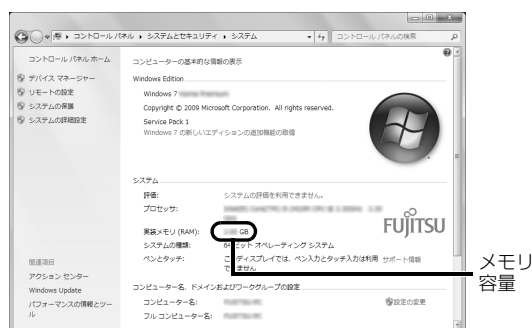 コントロール パネル ▸ システムとセキュリティ ▸ システム
コントロール パネルの検索
コントロール パネル ホーム
デバイス マネージャー
リモートの設定
システムの保護
システムの詳細設定
コンピューターの基本的な情報の表示
Windows Edition
Windows 7
Copyright © 2009 Microsoft Corporation. All rights reserved.
Service Pack 1
Windows 7 の新しいエディションの追加機能の取得
システム
評価: システムの評価を利用できません。
プロセッサ:
実装メモリ (RAM): GB
システムの種類: 64 ビット オペレーティング システム
ペンとタッチ: このディスプレイでは、ペン入力とタッチ入力は利用できません
FUJITSU
サポート情報
コンピューター名、ドメインおよびワークグループの設定
コンピューター名:
フル コンピューター名:
設定の変更
関連項目
アクション センター
Windows Update
パフォーマンスの情報とツール
メモリ
容量